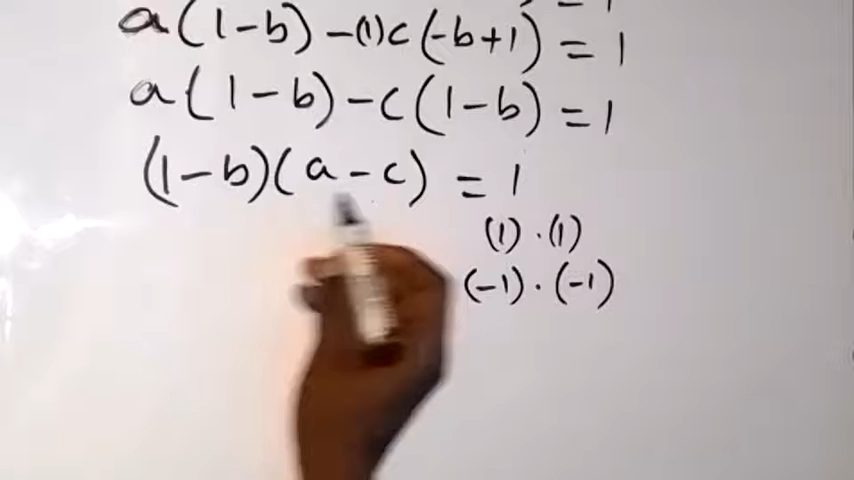 a(1-b)-(1)c(-b+1) = 1
a(1-b)-c(1-b) = 1
(1-b)(a-c) = 1
(1)·(1)
(-1)·(-1)